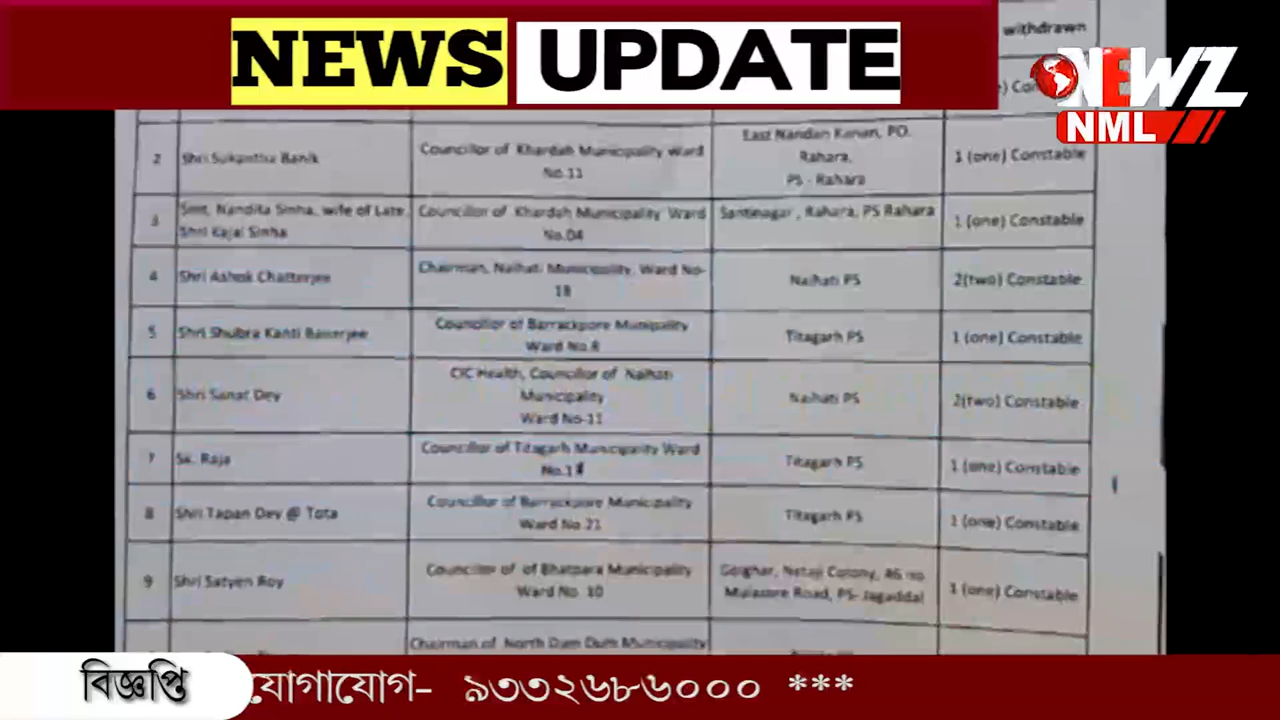 NEWS UPDATE
withdrawn
NEWZ
NML
2 Shri Sukantha Banik Councillor of Khardah Municipality Ward No.11 East Nandan Kanan, PO. Rahara, PS - Rahara 1 (one) Constable
3 Smt. Nandita Sinha, wife of Late Shri Kajal Sinha Councillor of Khardah Municipality Ward No.04 Santinagar , Rahara, PS Rahara 1 (one) Constable
4 Shri Ashok Chatterjee Chairman, Naihati Municipality, Ward No-18 Naihati PS 2(two) Constable
5 Shri Shubra Kanti Banerjee Councillor of Barrackpore Municpality Ward No.8 Titagarh PS 1 (one) Constable
6 Shri Sanat Dey CIC Health, Councillor of Naihati Municipality Ward No-11 Naihati PS 2(two) Constable
7 Sk. Raja Councillor of Titagarh Municipality Ward Titagarh PS 1 (one) Constable
8 Shri Tapan Dev @ Tota Councillor of Barrackpore Municipality Ward No.21 Titagarh PS 1 (one) Constable
9 Shri Satyen Roy Councillor of of Bhatpara Municipality Ward No. 10 Golghar, Netaji Colony, Road, PS- Jagaddal 1 (one) Constable
Chairman of North Dum Dum Municipality
বিজ্ঞপ্তি যোগাযোগ- ৯৩৩২৬৮৬০০০ ***